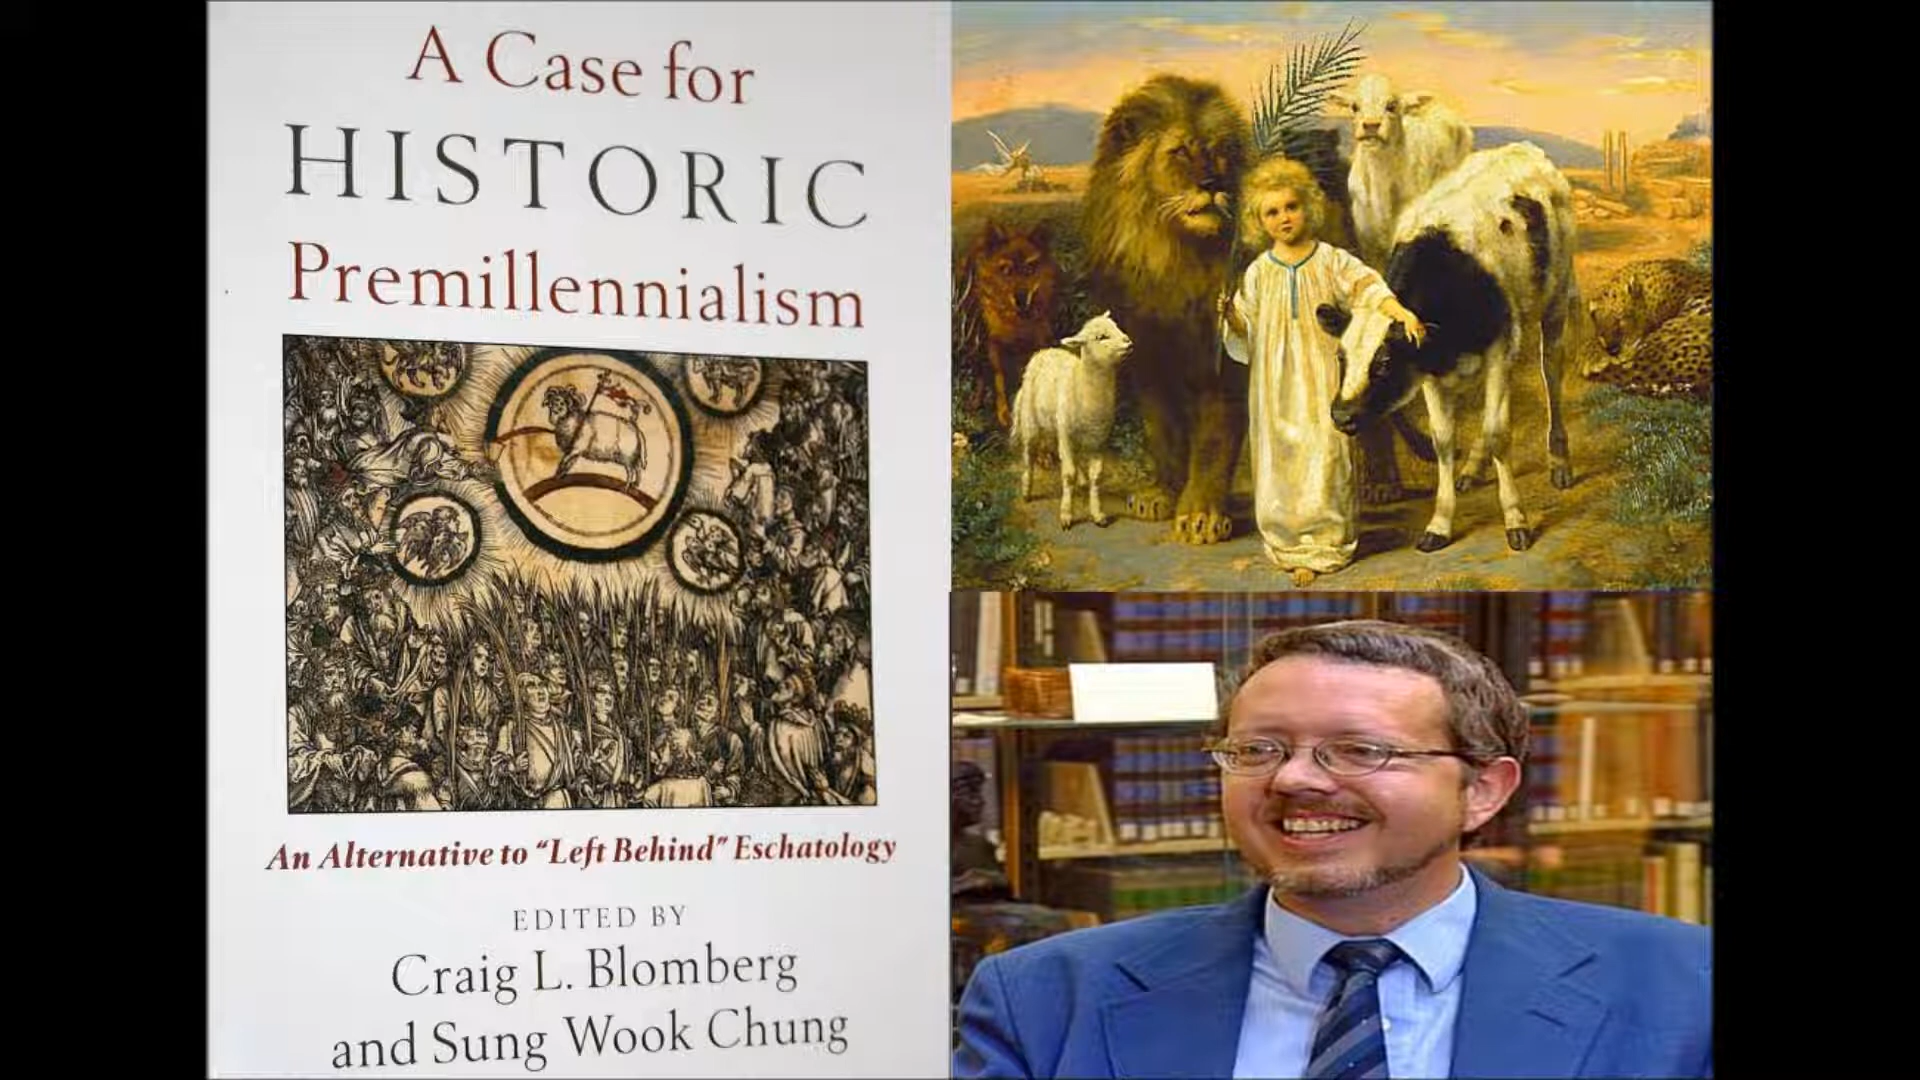 A Case for
HISTORIC
Premillennialism
An Alternative to "Left Behind" Eschatology
EDITED BY
Craig L. Blomberg
and Sung Wook Chung